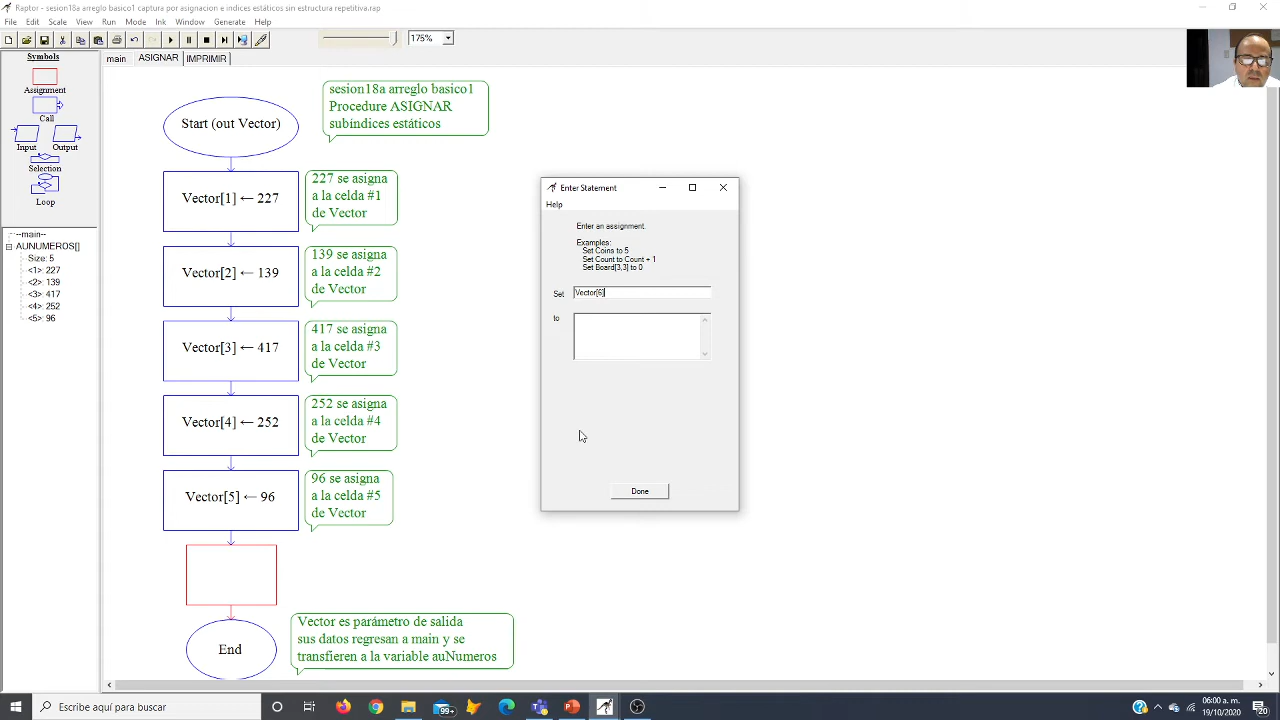 Raptor - sesion18a arreglo basico1 captura por asignacion e indices estáticos sin estructura repetitiva.rap
File Edit Scale View Run Mode Ink Window Generate Help
175%
Symbols
Assignment
Call
Input Output
Selection
Loop
main ASIGNAR IMPRIMIR
--main--
AUNUMEROS[]
Size: 5
<1>: 227
<2>: 139
<3>: 417
<4>: 252
<5>: 96
Start (out Vector)
sesion18a arreglo basico1
Procedure ASIGNAR
subindices estáticos
Vector[1] ← 227
227 se asigna
a la celda #1
de Vector
Vector[2] ← 139
139 se asigna
a la celda #2
de Vector
Vector[3] ← 417
417 se asigna
a la celda #3
de Vector
Vector[4] ← 252
252 se asigna
a la celda #4
de Vector
Vector[5] ← 96
96 se asigna
a la celda #5
de Vector
End
Vector es parámetro de salida
sus datos regresan a main y se
transfieren a la variable auNumeros
Enter Statement
Help
Enter an assignment.
Examples:
Set Coins to 5
Set Count to Count + 1
Set Board[3,3] to 0
Set Vector[6]
to
Done
Escribe aquí para buscar
99+
06:00 a. m.
19/10/2020
20